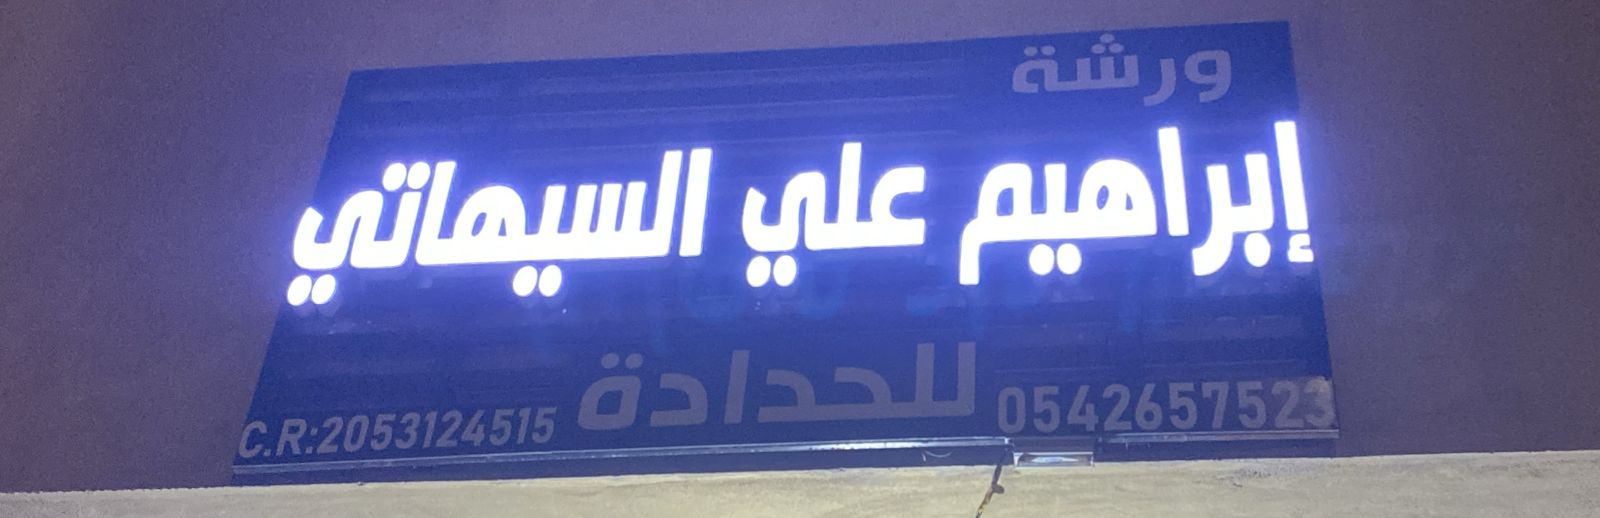 ورشة
إبراهيم علي السيهاتي
للحدادة
C.R:2053124515
0542657523